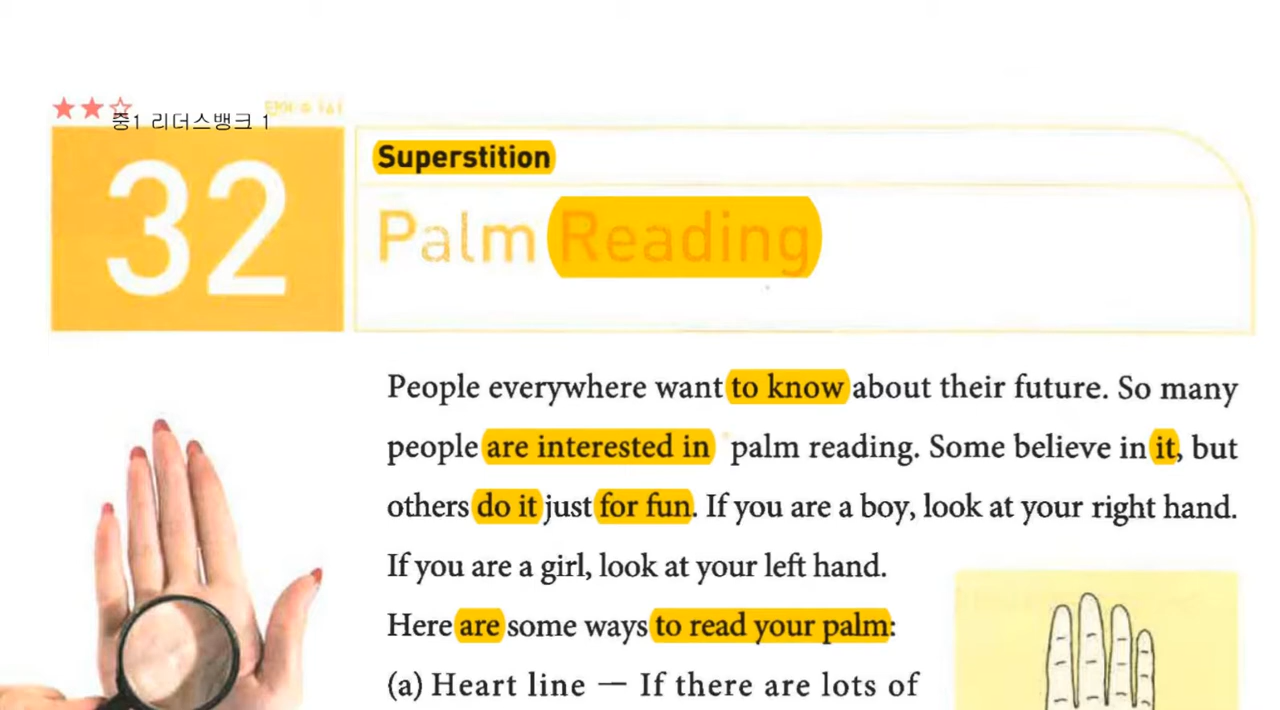 중1 리더스뱅크 1
32
Superstition
Palm Reading
People everywhere want to know about their future. So many
people are interested in palm reading. Some believe in it, but
others do it just for fun. If you are a boy, look at your right hand.
If you are a girl, look at your left hand.
Here are some ways to read your palm:
(a) Heart line — If there are lots of